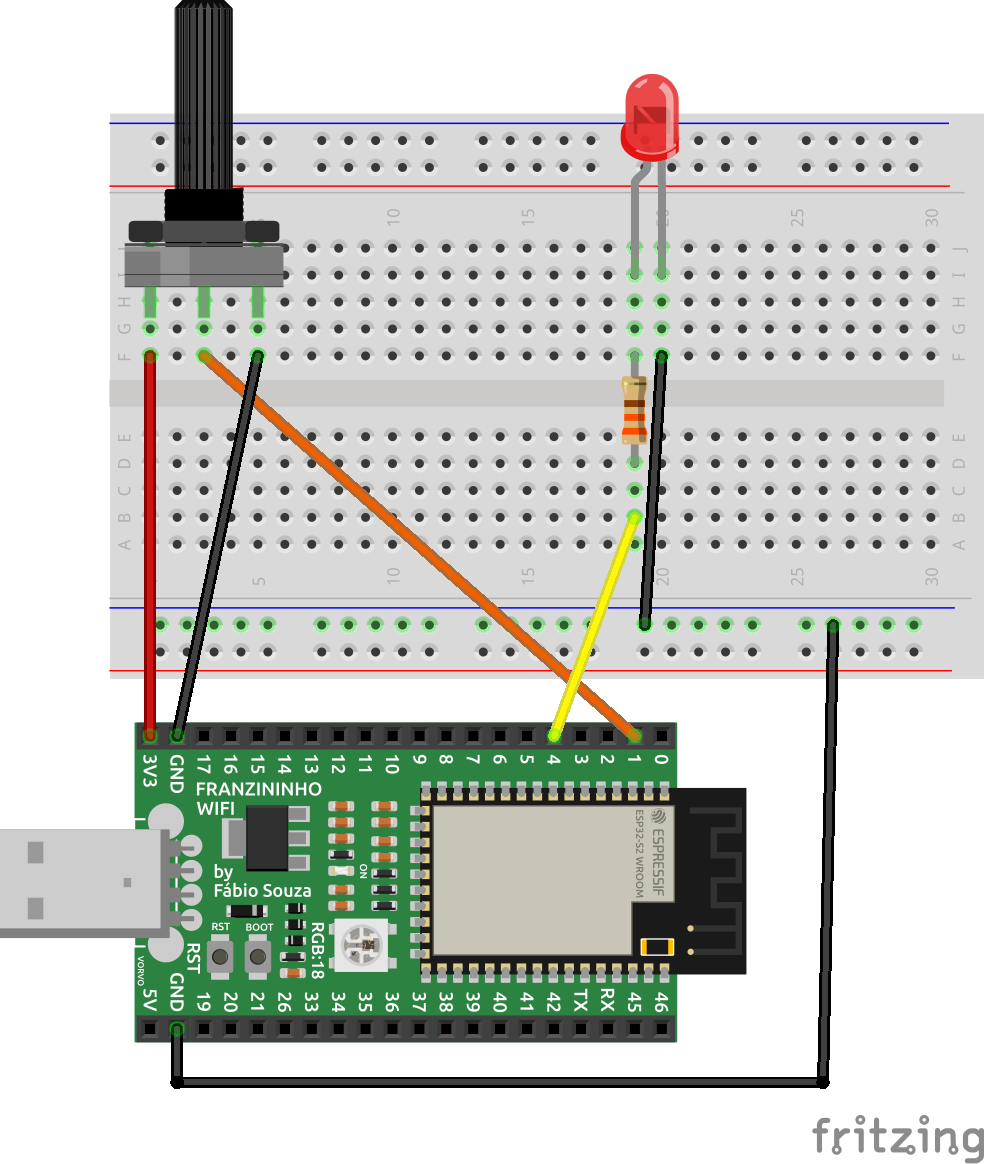 10 15 20 25 30
J
I
H
G
F
J
I
H
G
F
E
D
C
B
A
E
D
C
B
A
5 10 15 20 25 30
3V3 GND 17 16 15 14 13 12 11 10 9 8 7 6 5 4 3 2 1 0
FRANZININHO
WIFI
ESPRESSIF
ESP32-S2 WROOM
by
Fábio Souza
ON
RST BOOT
RST
RGB:18
VORVO
5V GND 19 20 21 26 33 34 35 36 37 38 39 40 41 42 TX RX 45 46
fritzing